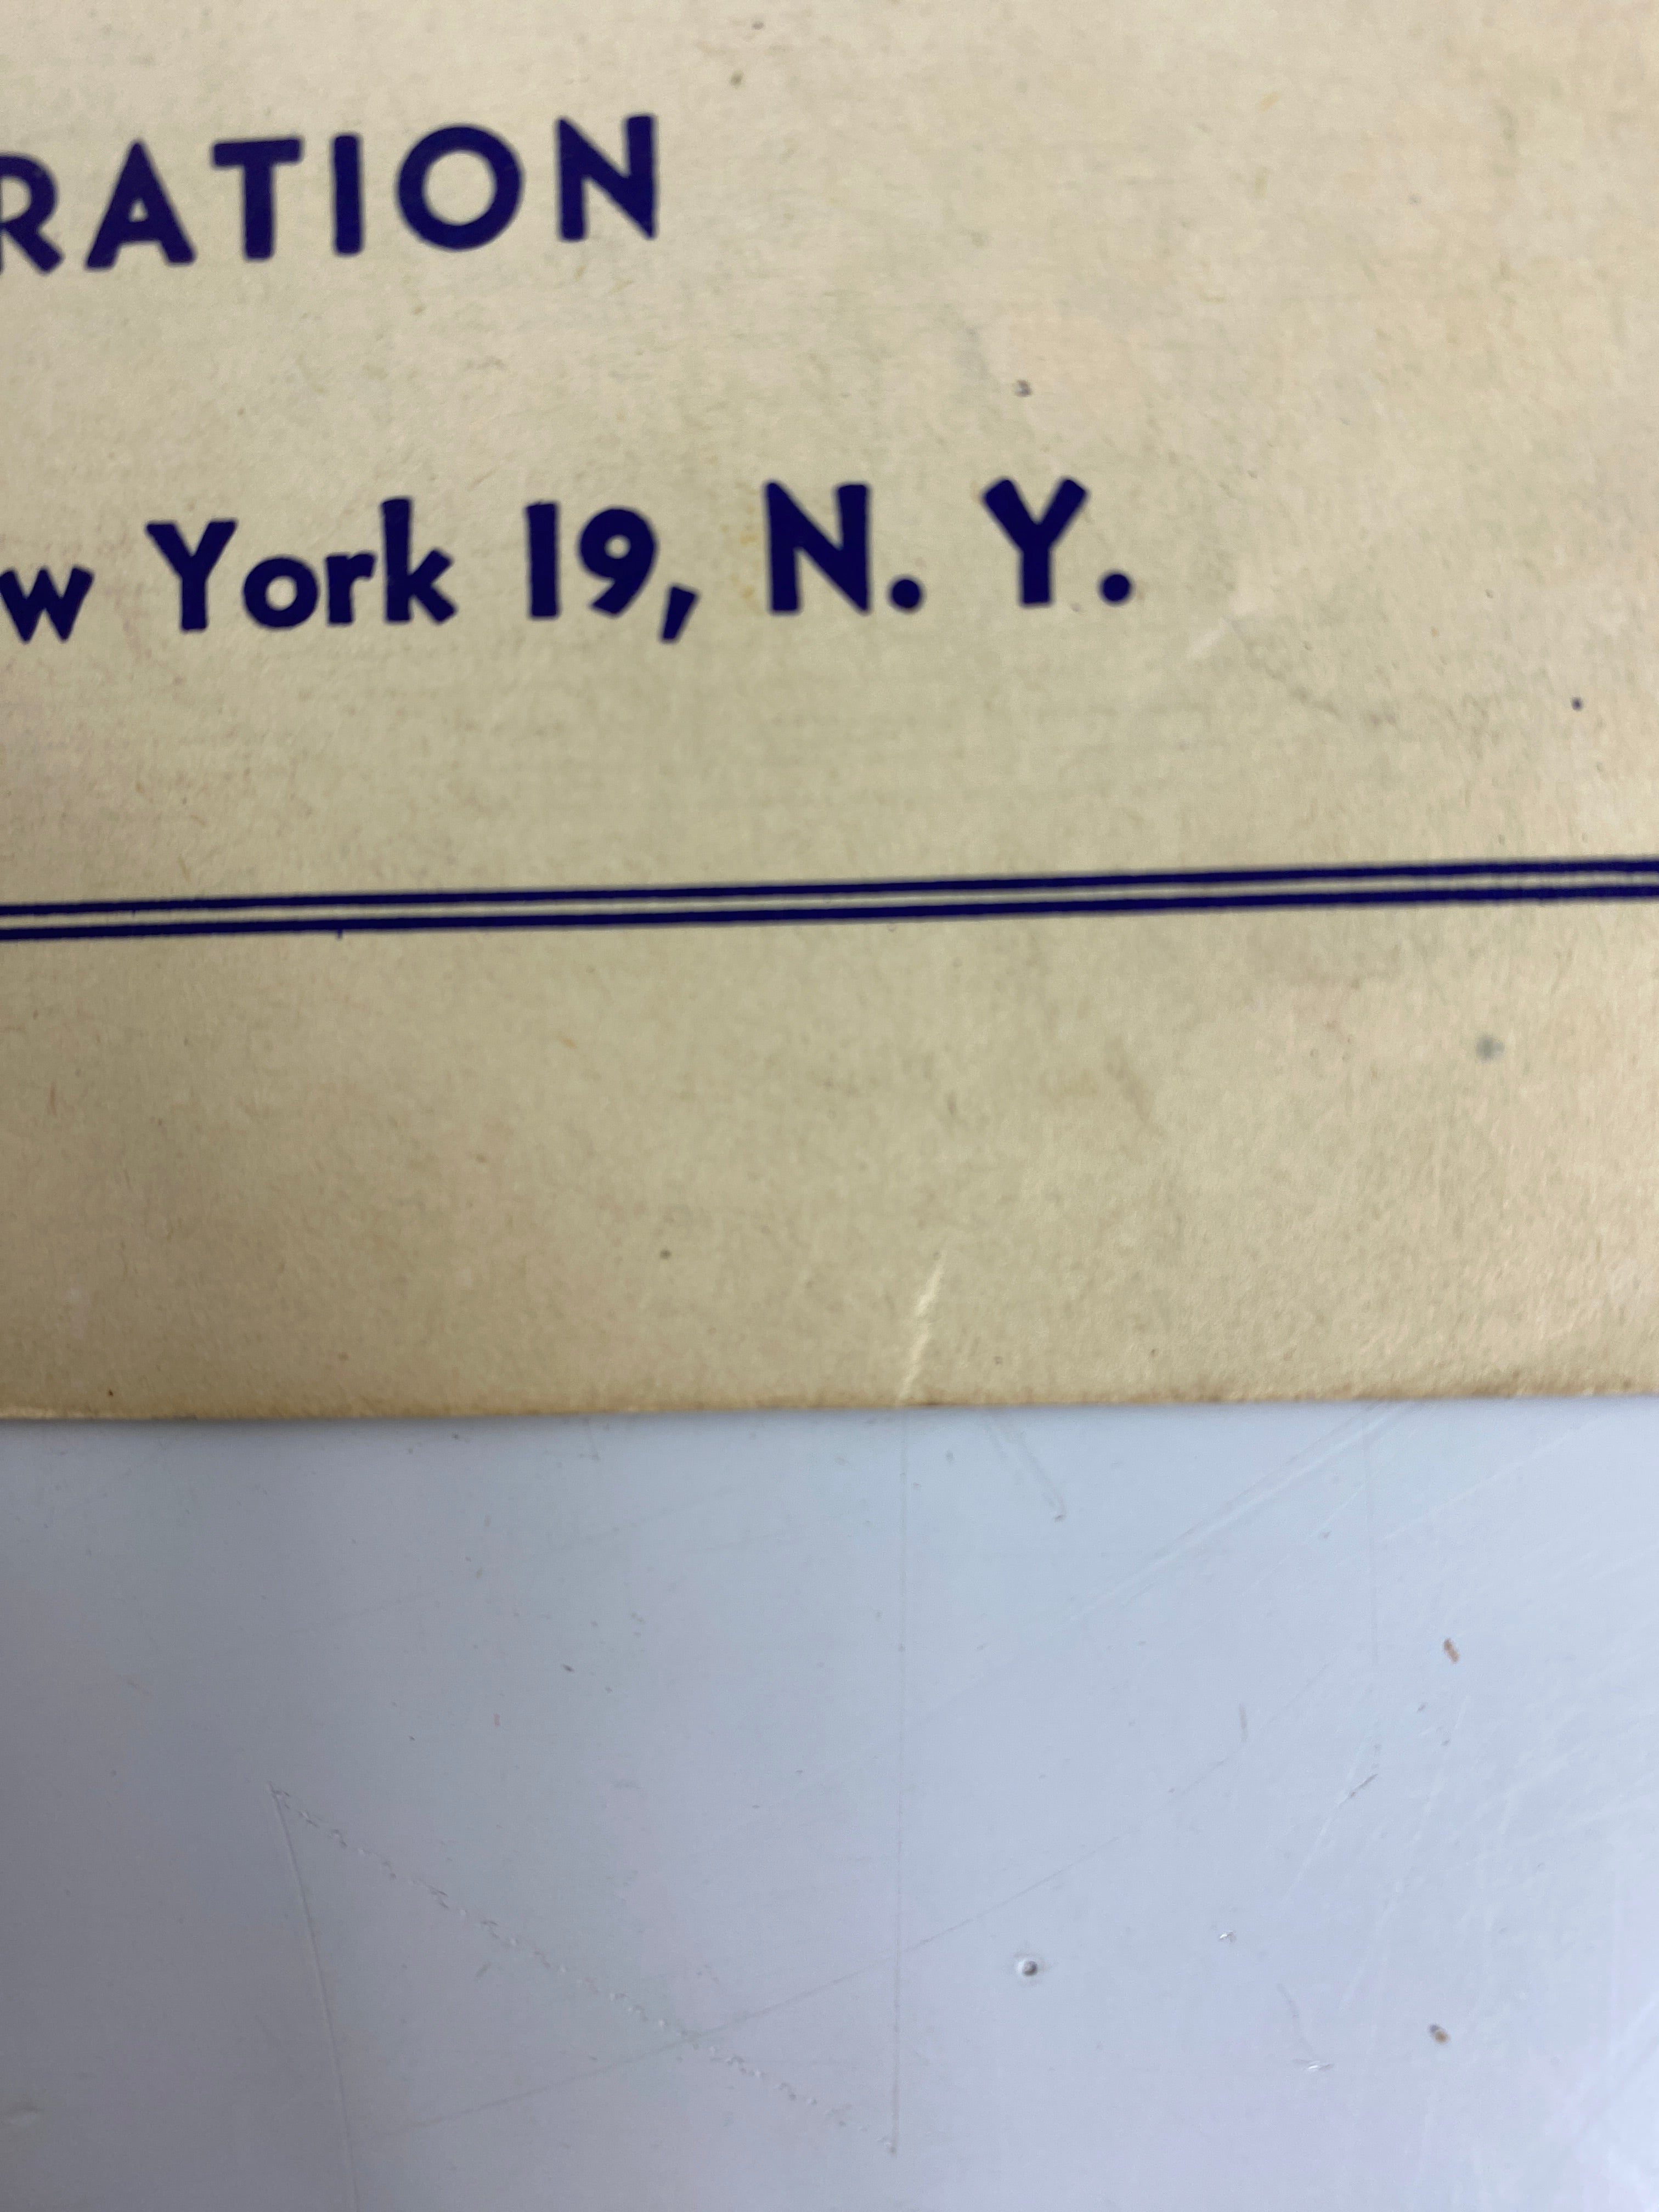 RATION
w York 19, N. Y.